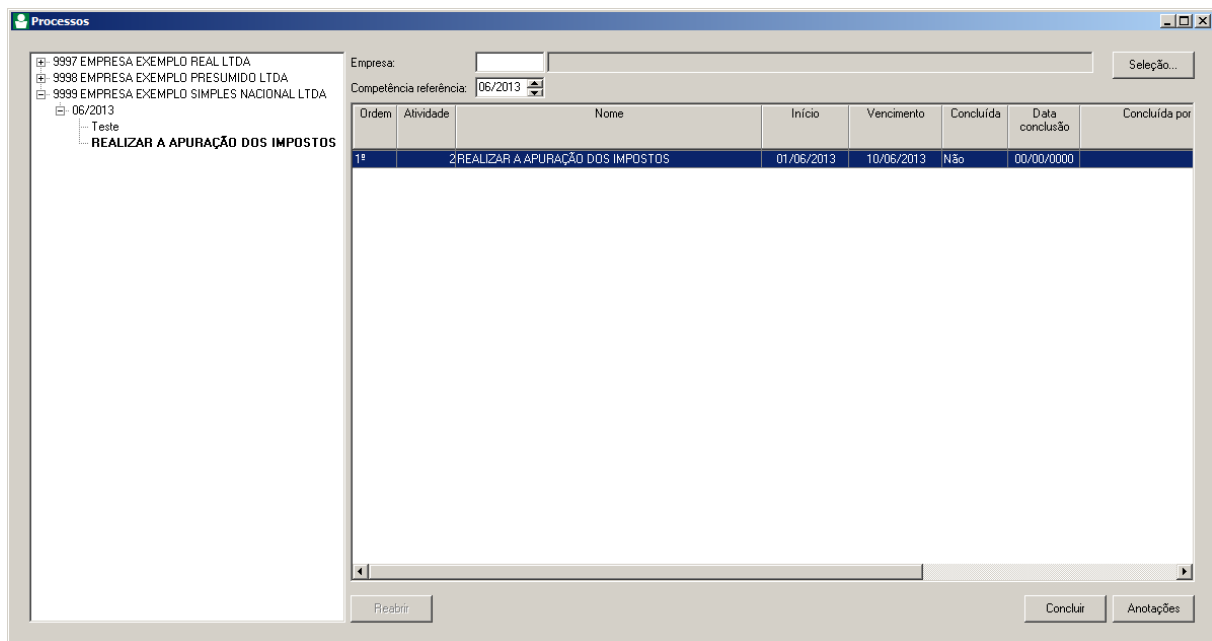 Processos
9997 EMPRESA EXEMPLO REAL LTDA
9998 EMPRESA EXEMPLO PRESUMIDO LTDA
9999 EMPRESA EXEMPLO SIMPLES NACIONAL LTDA
06/2013
Teste
REALIZAR A APURAÇÃO DOS IMPOSTOS
Empresa:
Seleção...
Competência referência: 06/2013
Ordem Atividade Nome Início Vencimento Concluída Data conclusão Concluída por
1ª 2 REALIZAR A APURAÇÃO DOS IMPOSTOS 01/06/2013 10/06/2013 Não 00/00/0000
Reabrir Concluir Anotações